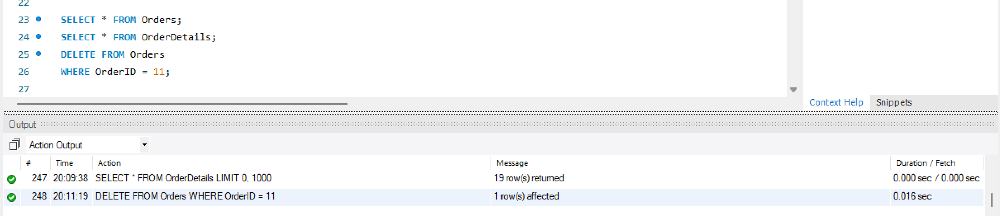 22
23 SELECT * FROM Orders;
24 SELECT * FROM OrderDetails;
25 DELETE FROM Orders
26 WHERE OrderID = 11;
27
Context Help Snippets
Output
Action Output
# Time Action Message Duration / Fetch
247 20:09:38 SELECT * FROM OrderDetails LIMIT 0, 1000 19 row(s) returned 0.000 sec / 0.000 sec
248 20:11:19 DELETE FROM Orders WHERE OrderID = 11 1 row(s) affected 0.016 sec